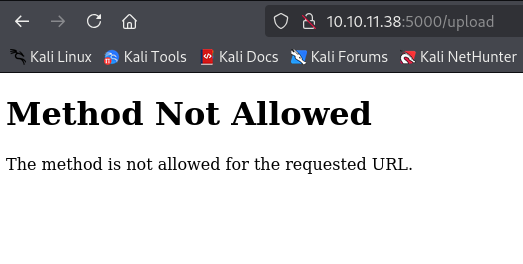 10.10.11.38:5000/upload
Kali Linux Kali Tools Kali Docs Kali Forums Kali NetHunter
Method Not Allowed
The method is not allowed for the requested URL.